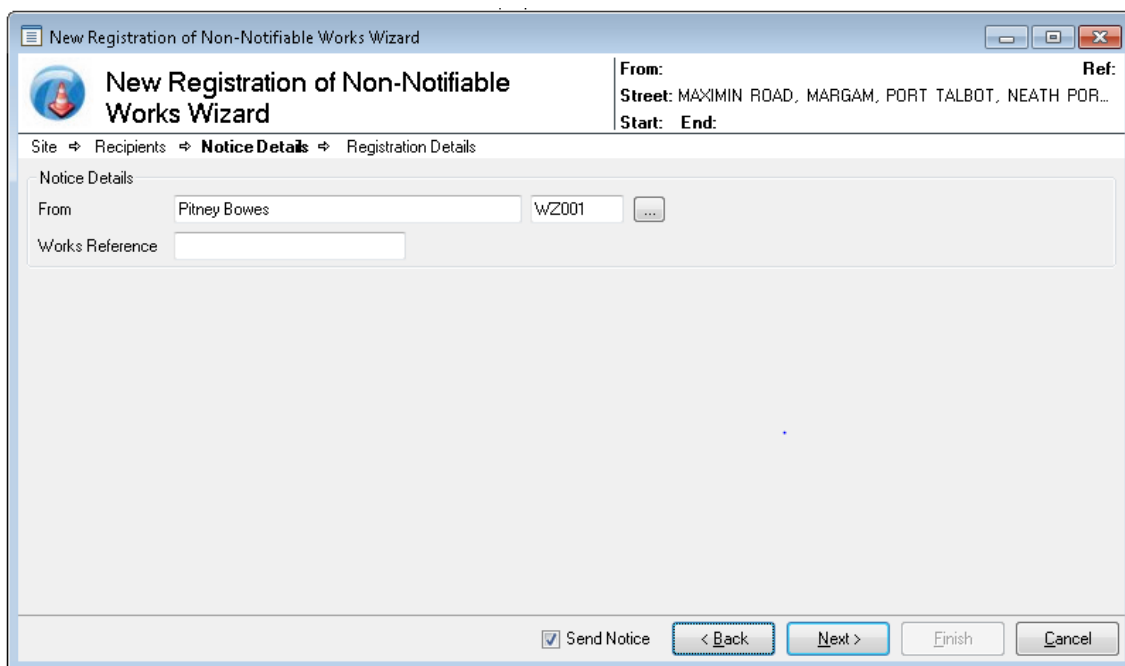 New Registration of Non-Notifiable Works Wizard
New Registration of Non-Notifiable
Works Wizard
From: Ref:
Street: MAXIMIN ROAD, MARGAM, PORT TALBOT, NEATH POR...
Start: End:
Site ⇨ Recipients ⇨ Notice Details ⇨ Registration Details
Notice Details
From Pitney Bowes WZ001 ...
Works Reference
Send Notice < Back Next > Finish Cancel